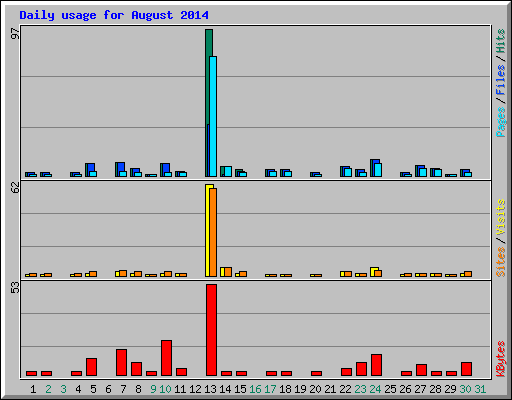 Daily usage for August 2014
97
Pages / Files / Hits
62
Sites / Visits
53
KBytes
1 2 3 4 5 6 7 8 9 10 11 12 13 14 15 16 17 18 19 20 21 22 23 24 25 26 27 28 29 30 31